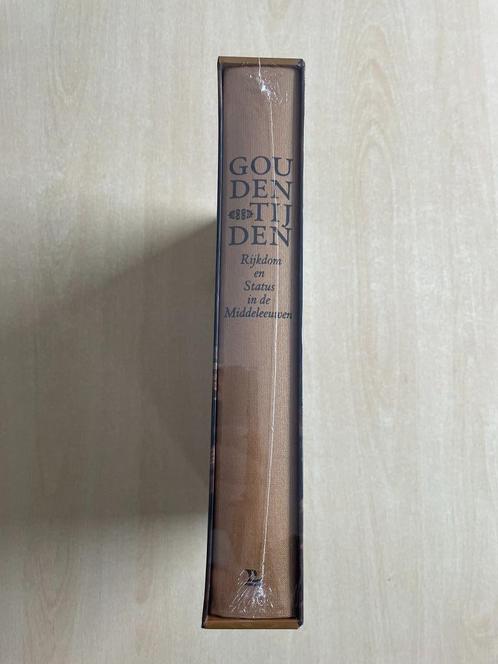 GOU
DEN
TIJ
DEN
Rijkdom
en
Status
in de
Middeleeuwen